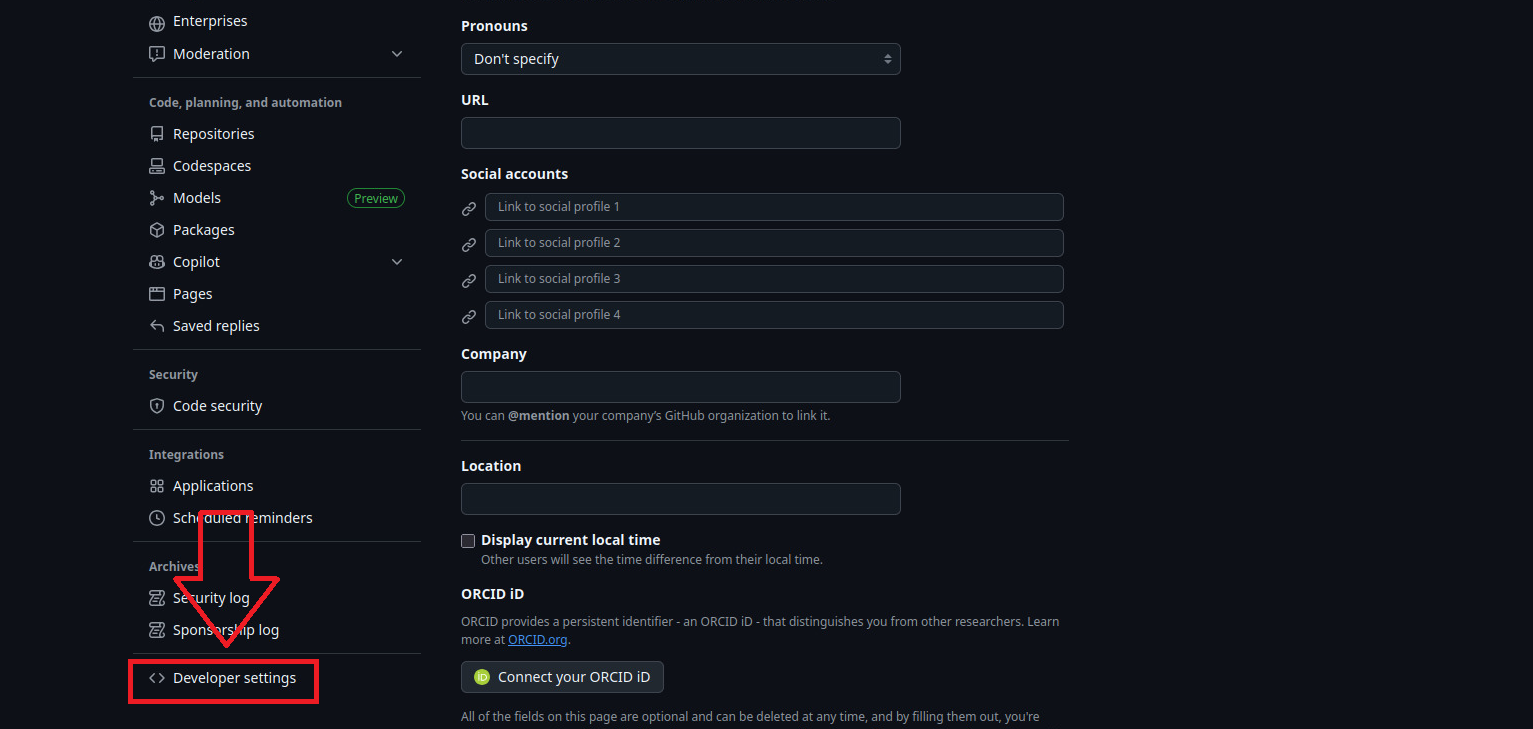 Enterprises
Moderation
Code, planning, and automation
Repositories
Codespaces
Models
Preview
Packages
Copilot
Pages
Saved replies
Security
Code security
Integrations
Applications
Scheduled reminders
Archives
Security log
Sponsorship log
Developer settings
Pronouns
Don't specify
URL
Social accounts
Link to social profile 1
Link to social profile 2
Link to social profile 3
Link to social profile 4
Company
You can @mention your company's GitHub organization to link it.
Location
Display current local time
Other users will see the time difference from their local time.
ORCID iD
ORCID provides a persistent identifier - an ORCID iD - that distinguishes you from other researchers. Learn
more at ORCID.org.
iD Connect your ORCID iD
All of the fields on this page are optional and can be deleted at any time, and by filling them out, you're